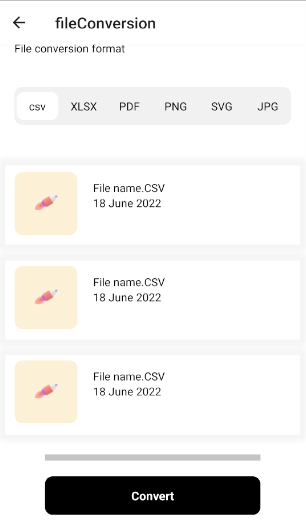 fileConversion
File conversion format
csv XLSX PDF PNG SVG JPG
File name.CSV
18 June 2022
File name.CSV
18 June 2022
File name.CSV
18 June 2022
Convert